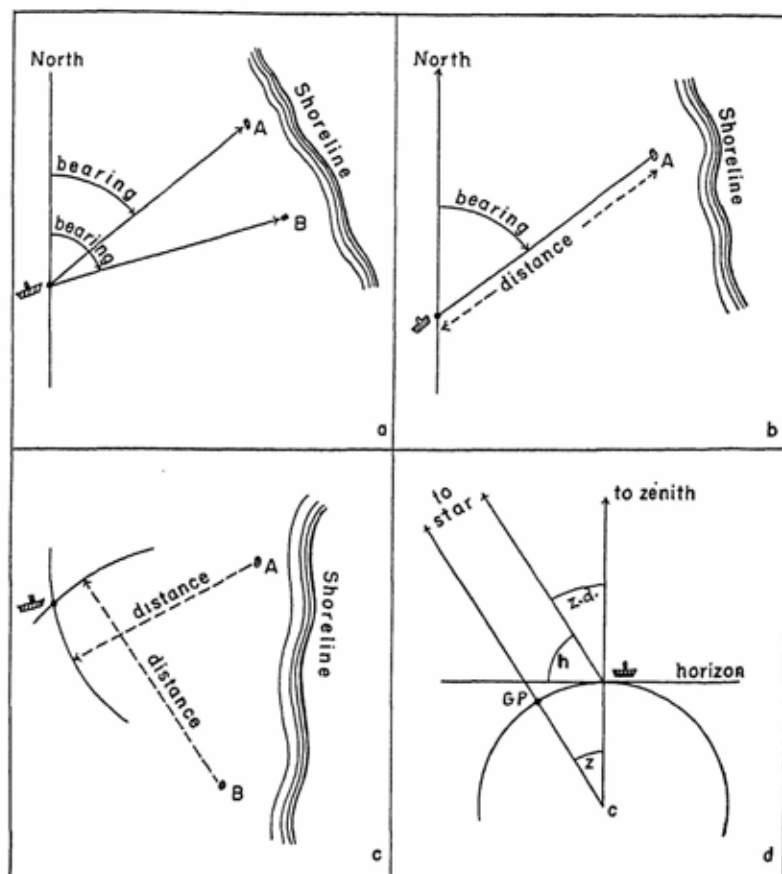 North
A
Shoreline
bearing
bearing
B
a
North
A
Shoreline
bearing
distance
b
A
distance
distance
Shoreline
B
c
to
star
to zenith
z.d.
h
horizon
GP
z
c
d